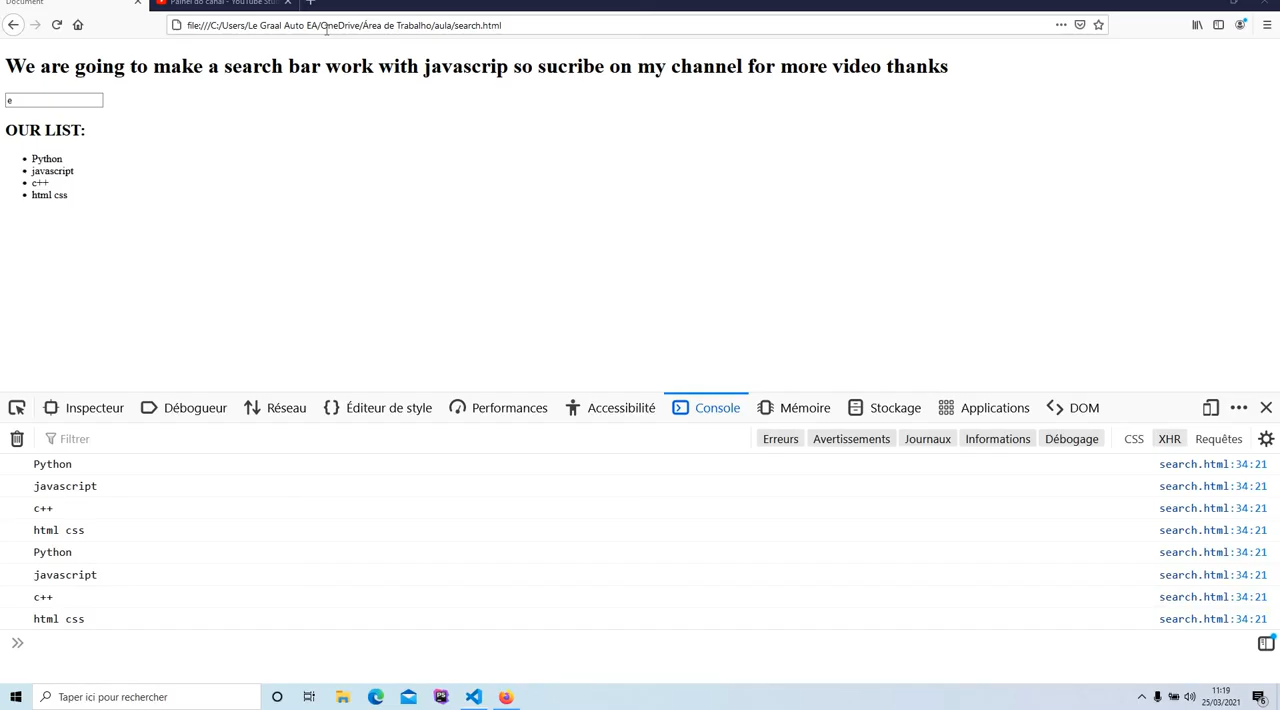 Document
Painel do canal - YouTube Stu
file:///C:/Users/Le Graal Auto EA/OneDrive/Área de Trabalho/aula/search.html
We are going to make a search bar work with javascrip so sucribe on my channel for more video thanks
e
OUR LIST:
Python
javascript
c++
html css
Inspecteur Débogueur Réseau Éditeur de style Performances Accessibilité Console Mémoire Stockage Applications DOM
Filtrer Erreurs Avertissements Journaux Informations Débogage CSS XHR Requêtes
Python search.html:34:21
javascript search.html:34:21
c++ search.html:34:21
html css search.html:34:21
Python search.html:34:21
javascript search.html:34:21
c++ search.html:34:21
html css search.html:34:21
Taper ici pour rechercher
11:19
25/03/2021
6